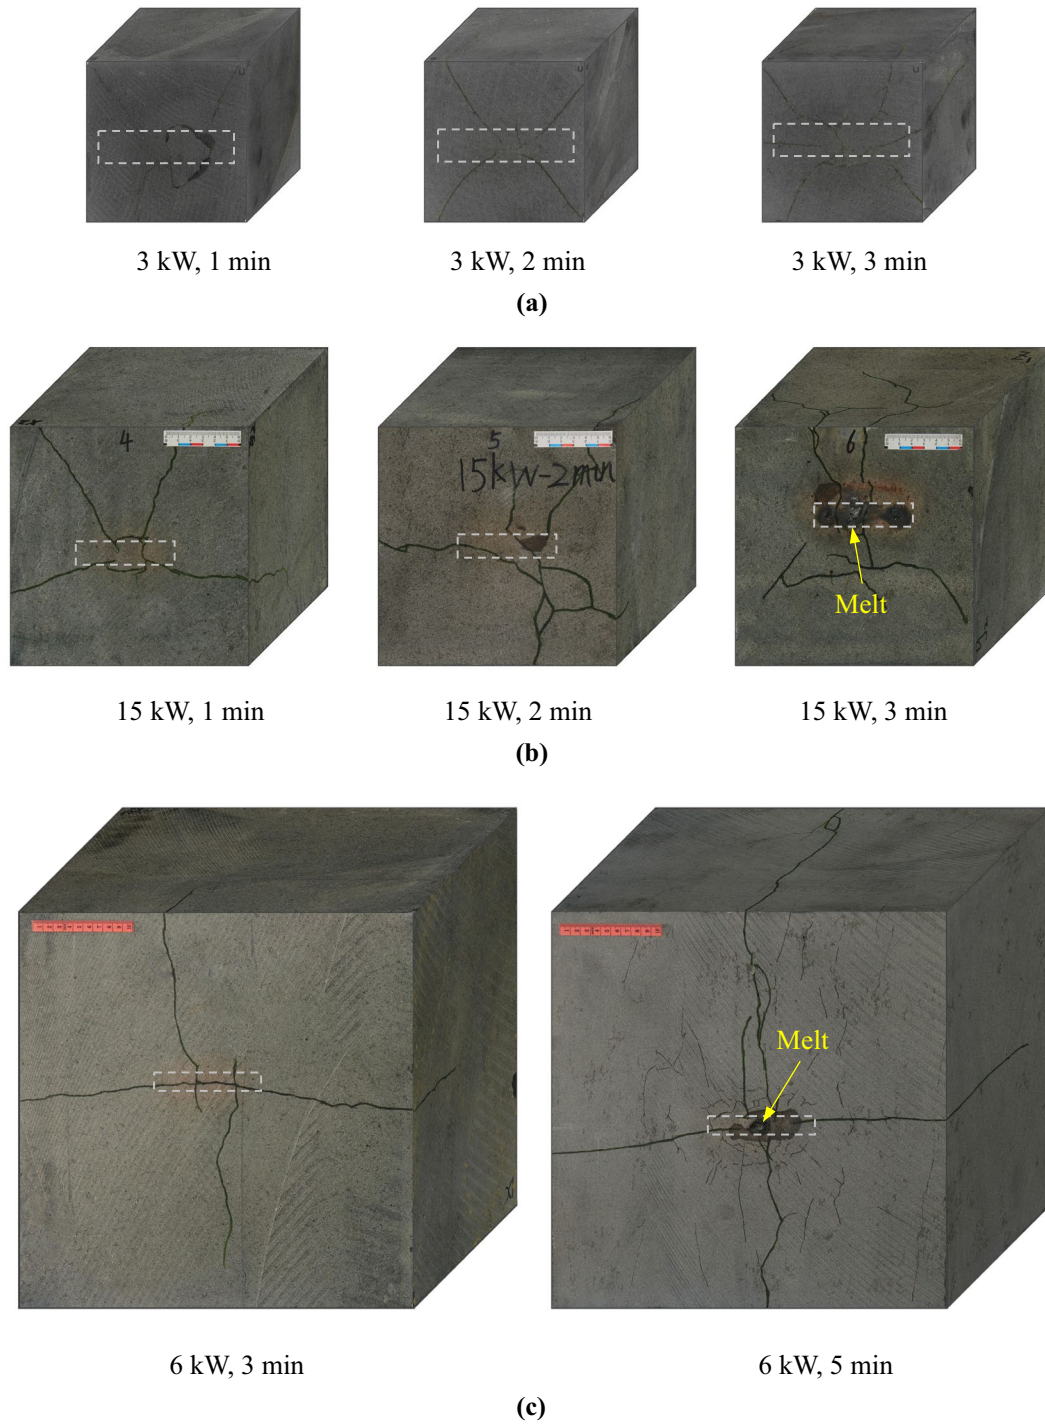 3 kW, 1 min
3 kW, 2 min
3 kW, 3 min
(a)
4
5
15kW-2min
6
Melt
15 kW, 1 min
15 kW, 2 min
15 kW, 3 min
(b)
Melt
6 kW, 3 min
6 kW, 5 min
(c)